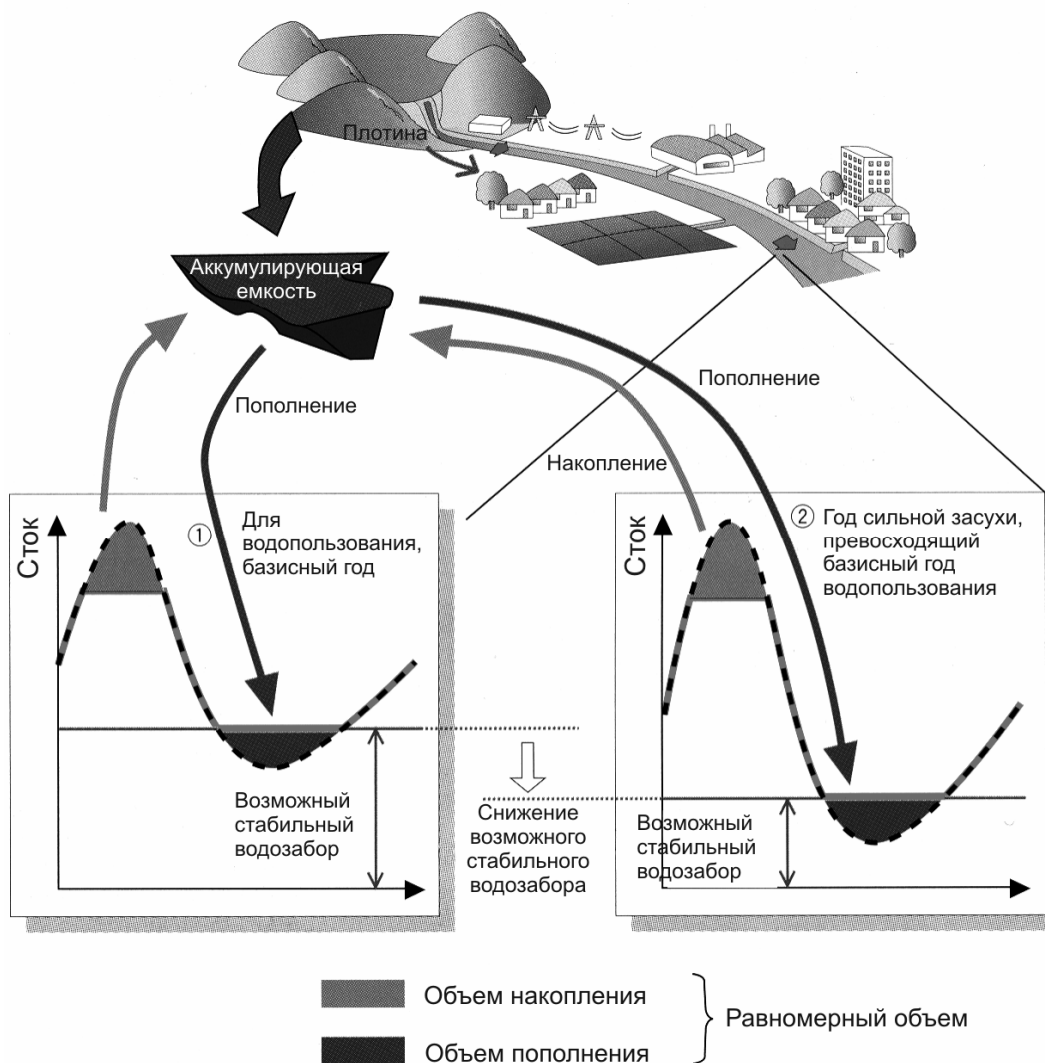 Плотина
Аккумулирующая
емкость
Пополнение
Пополнение
Накопление
Сток
① Для
водопользования,
базисный год
Возможный
стабильный
водозабор
Снижение
возможного
стабильного
водозабора
Сток
② Год сильной засухи,
превосходящий
базисный год
водопользования
Возможный
стабильный
водозабор
Объем накопления
Объем пополнения
Равномерный объем